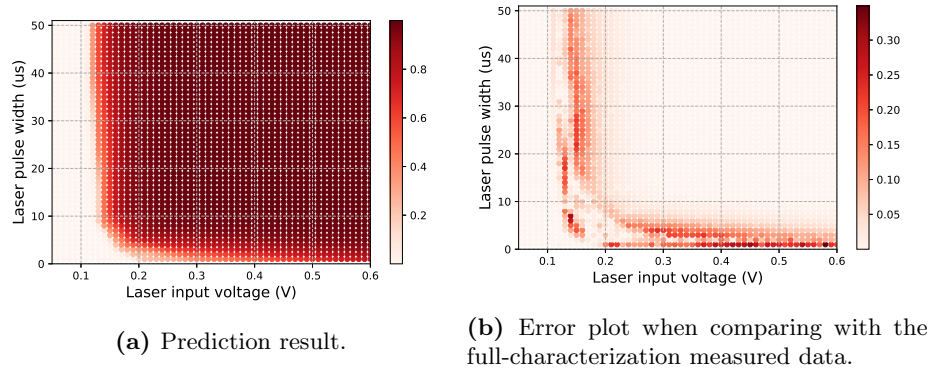 50
40
30
20
10
0
Laser pulse width (us)
0.1 0.2 0.3 0.4 0.5 0.6
Laser input voltage (V)
0.8
0.6
0.4
0.2
(a) Prediction result.
50
40
30
20
10
0
Laser pulse width (us)
0.1 0.2 0.3 0.4 0.5 0.6
Laser input voltage (V)
0.30
0.25
0.20
0.15
0.10
0.05
(b) Error plot when comparing with the
full-characterization measured data.